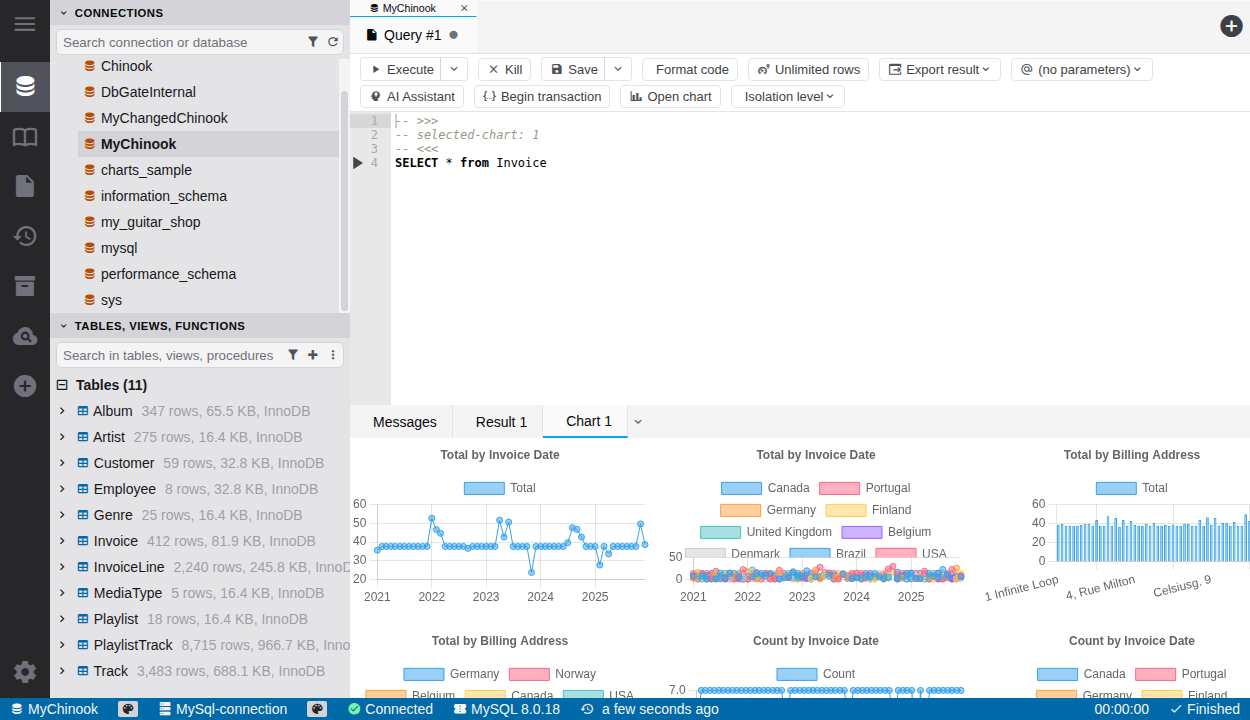 CONNECTIONS
Search connection or database
Chinook
DbGateInternal
MyChangedChinook
MyChinook
charts_sample
information_schema
my_guitar_shop
mysql
performance_schema
sys
TABLES, VIEWS, FUNCTIONS
Search in tables, views, procedures
Tables (11)
Album 347 rows, 65.5 KB, InnoDB
Artist 275 rows, 16.4 KB, InnoDB
Customer 59 rows, 32.8 KB, InnoDB
Employee 8 rows, 32.8 KB, InnoDB
Genre 25 rows, 16.4 KB, InnoDB
Invoice 412 rows, 81.9 KB, InnoDB
InvoiceLine 2,240 rows, 245.8 KB, InnoD
MediaType 5 rows, 16.4 KB, InnoDB
Playlist 18 rows, 16.4 KB, InnoDB
PlaylistTrack 8,715 rows, 966.7 KB, Inno
Track 3,483 rows, 688.1 KB, InnoDB
MyChinook
Query #1
Execute Kill Save Format code Unlimited rows Export result @ (no parameters)
AI Assistant {..} Begin transaction Open chart Isolation level
1 -- >>>
2 -- selected-chart: 1
3 -- <<<
4 SELECT * from Invoice
Messages Result 1 Chart 1
Total by Invoice Date
Total
60
50
40
30
20
2021 2022 2023 2024 2025
Total by Invoice Date
Canada Portugal
Germany Finland
United Kingdom Belgium
Denmark Brazil USA
50
0
2021 2022 2023 2024 2025
Total by Billing Address
Total
60
40
20
0
1 Infinite Loop 4, Rue Milton Celsiusg. 9
Total by Billing Address
Germany Norway
Belgium Canada USA
Count by Invoice Date
Count
7.0
Count by Invoice Date
Canada Portugal
Germany Finland
MyChinook MySql-connection Connected MySQL 8.0.18 a few seconds ago 00:00:00 Finished